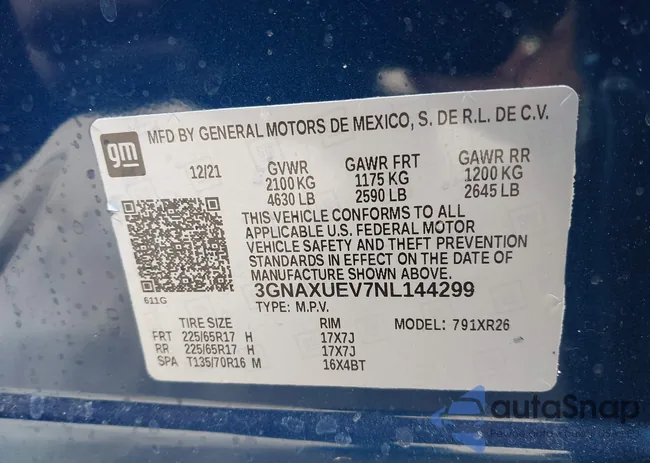 gm MFD BY GENERAL MOTORS DE MEXICO, S. DE R.L. DE C.V.
12/21 GVWR GAWR FRT GAWR RR
2100 KG 1175 KG 1200 KG
4630 LB 2590 LB 2645 LB
THIS VEHICLE CONFORMS TO ALL
APPLICABLE U.S. FEDERAL MOTOR
VEHICLE SAFETY AND THEFT PREVENTION
STANDARDS IN EFFECT ON THE DATE OF
MANUFACTURE SHOWN ABOVE.
611G 3GNAXUEV7NL144299
TYPE: M.P.V.
TIRE SIZE RIM MODEL: 791XR26
FRT 225/65R17 H 17X7J
RR 225/65R17 H 17X7J
SPA T135/70R16 M 16X4BT
autoSnap